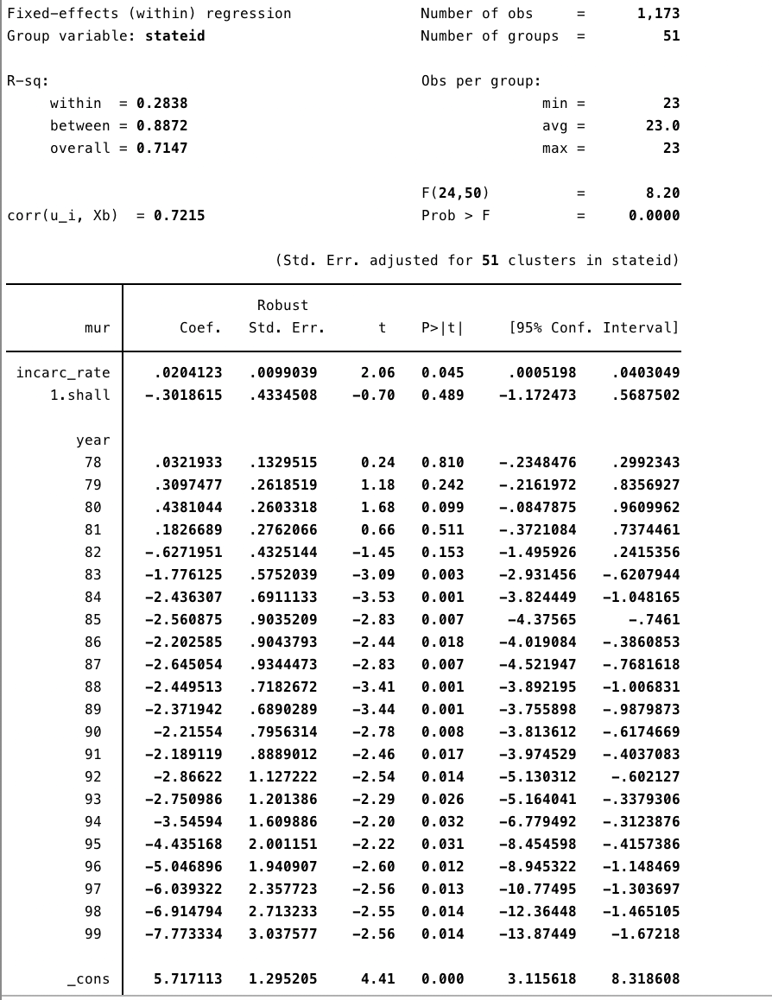 Fixed-effects (within) regression               Number of obs     =      1,173
Group variable: stateid                         Number of groups  =         51
R-sq:                                           Obs per group:
     within  = 0.2838                                         min =         23
     between = 0.8872                                         avg =       23.0
     overall = 0.7147                                         max =         23
                                                F(24,50)          =       8.20
corr(u_i, Xb)  = 0.7215                         Prob > F          =     0.0000
(Std. Err. adjusted for 51 clusters in stateid)
Robust
mur Coef. Std. Err. t P>|t| [95% Conf. Interval]
incarc_rate .0204123 .0099039 2.06 0.045 .0005198 .0403049
1.shall -.3018615 .4334508 -0.70 0.489 -1.172473 .5687502
year
78 .0321933 .1329515 0.24 0.810 -.2348476 .2992343
79 .3097477 .2618519 1.18 0.242 -.2161972 .8356927
80 .4381044 .2603318 1.68 0.099 -.0847875 .9609962
81 .1826689 .2762066 0.66 0.511 -.3721084 .7374461
82 -.6271951 .4325144 -1.45 0.153 -1.495926 .2415356
83 -1.776125 .5752039 -3.09 0.003 -2.931456 -.6207944
84 -2.436307 .6911133 -3.53 0.001 -3.824449 -1.048165
85 -2.560875 .9035209 -2.83 0.007 -4.37565 -.7461
86 -2.202585 .9043793 -2.44 0.018 -4.019084 -.3860853
87 -2.645054 .9344473 -2.83 0.007 -4.521947 -.7681618
88 -2.449513 .7182672 -3.41 0.001 -3.892195 -1.006831
89 -2.371942 .6890289 -3.44 0.001 -3.755898 -.9879873
90 -2.21554 .7956314 -2.78 0.008 -3.813612 -.6174669
91 -2.189119 .8889012 -2.46 0.017 -3.974529 -.4037083
92 -2.86622 1.127222 -2.54 0.014 -5.130312 -.602127
93 -2.750986 1.201386 -2.29 0.026 -5.164041 -.3379306
94 -3.54594 1.609886 -2.20 0.032 -6.779492 -.3123876
95 -4.435168 2.001151 -2.22 0.031 -8.454598 -.4157386
96 -5.046896 1.940907 -2.60 0.012 -8.945322 -1.148469
97 -6.039322 2.357723 -2.56 0.013 -10.77495 -1.303697
98 -6.914794 2.713233 -2.55 0.014 -12.36448 -1.465105
99 -7.773334 3.037577 -2.56 0.014 -13.87449 -1.67218
_cons 5.717113 1.295205 4.41 0.000 3.115618 8.318608